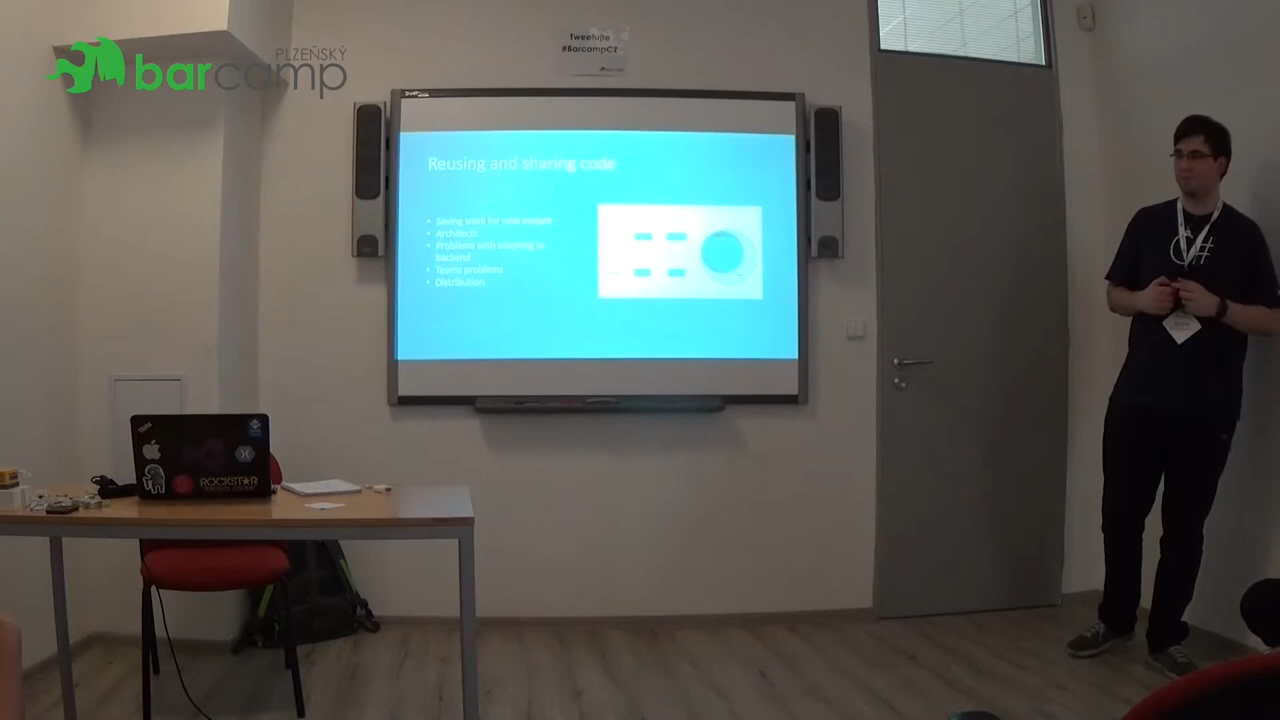 PLZEŇSKÝ
barcamp
Tweetujte
#BarcampCZ
Reusing and sharing code
• Saving work for next project
• Architects
• Problems with adapting to
backend
• Teams problems
• Distribution
C#
ROCKSTAR